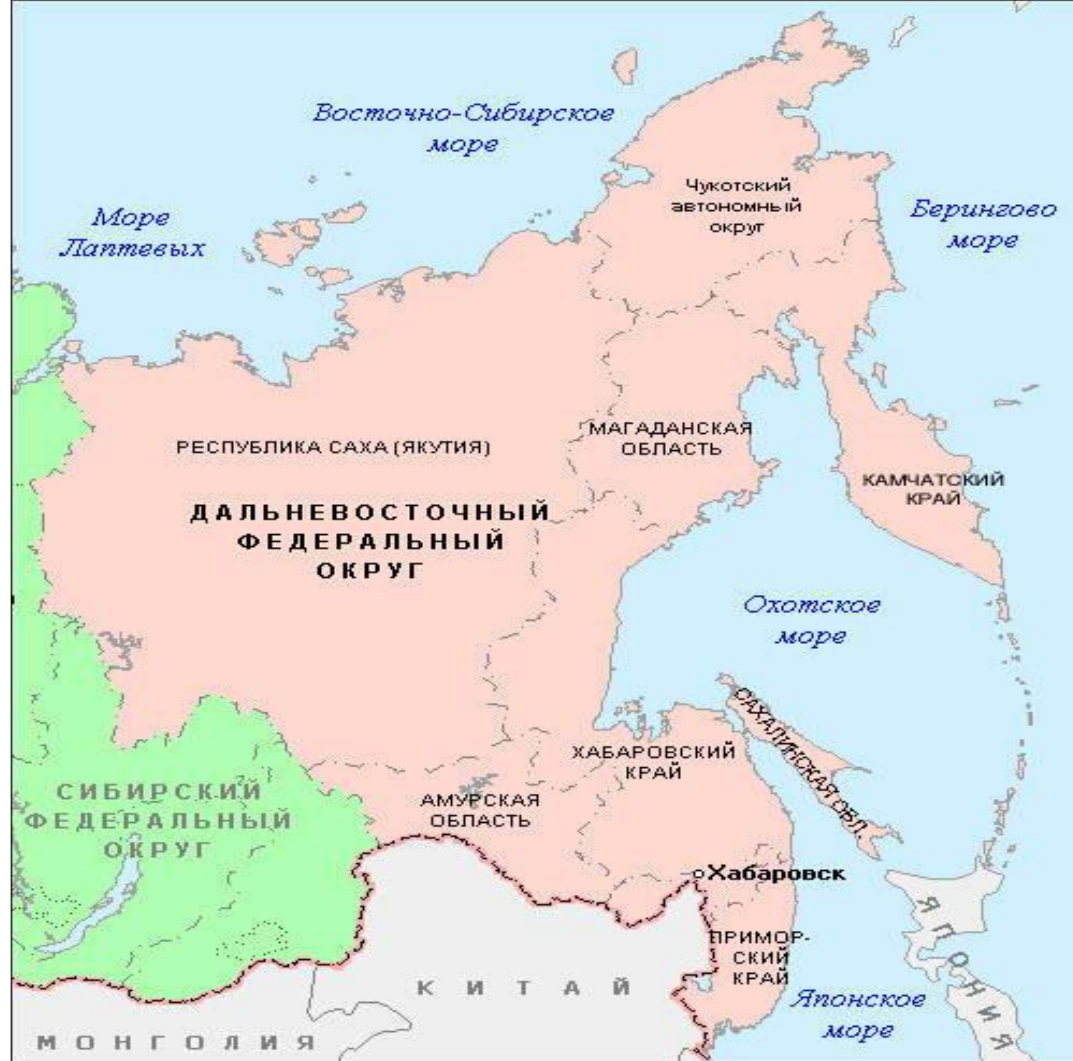 Восточно-Сибирское
море
Чукотский
автономный
округ
Море
Лаптевых
Берингово
море
РЕСПУБЛИКА САХА (ЯКУТИЯ)
МАГАДАНСКАЯ
ОБЛАСТЬ
КАМЧАТСКИЙ
КРАЙ
ДАЛЬНЕВОСТОЧНЫЙ
ФЕДЕРАЛЬНЫЙ
ОКРУГ
Охотское
море
САХАЛИНСКАЯ ОБЛ.
ХАБАРОВСКИЙ
КРАЙ
СИБИРСКИЙ
ФЕДЕРАЛЬНЫЙ
ОКРУГ
АМУРСКАЯ
ОБЛАСТЬ
Хабаровск
ПРИМОР-
СКИЙ
КРАЙ
ЯПОНИЯ
КИТАЙ
Японское
море
МОНГОЛИЯ